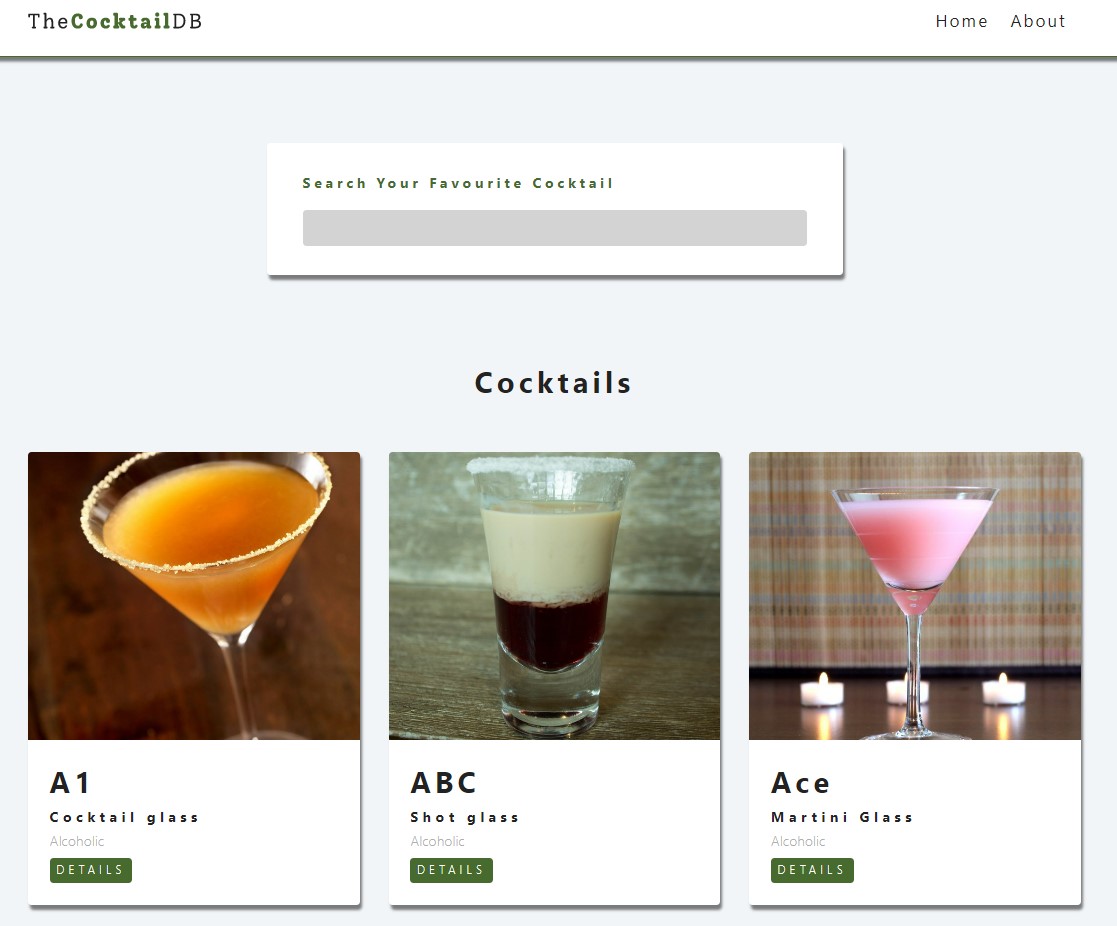 TheCocktailDB
Home About
Search Your Favourite Cocktail
Cocktails
A1
Cocktail glass
Alcoholic
DETAILS
ABC
Shot glass
Alcoholic
DETAILS
Ace
Martini Glass
Alcoholic
DETAILS